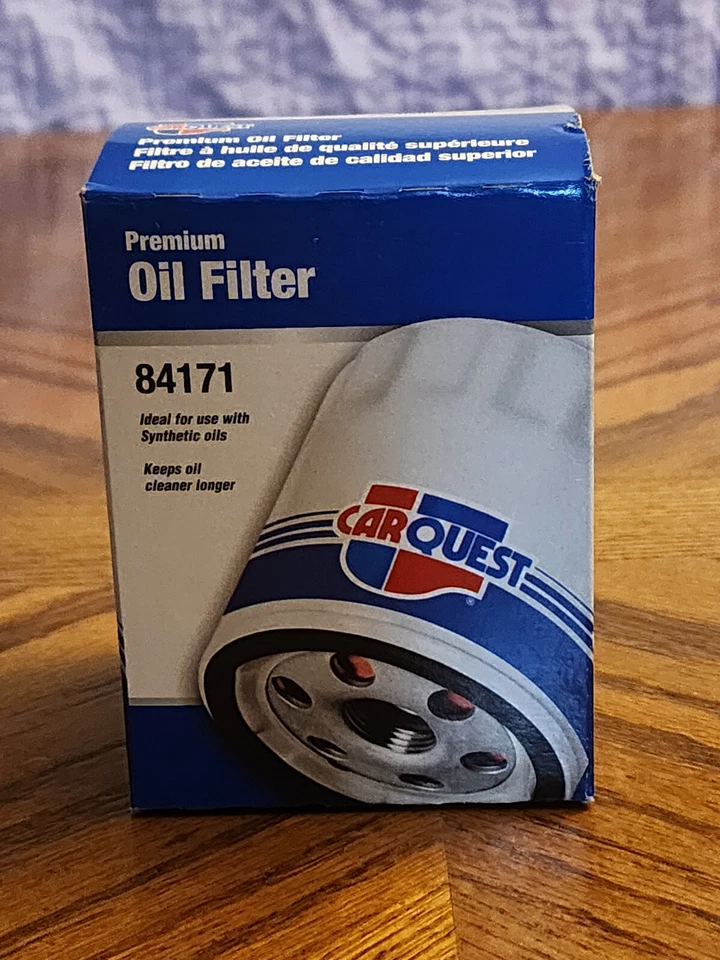 CARQUEST
Premium Oil Filter
Filtre à huile de qualité supérieure
Filtro de aceite de calidad superior
Premium
Oil Filter
84171
Ideal for use with
Synthetic oils
Keeps oil
cleaner longer
CARQUEST
®